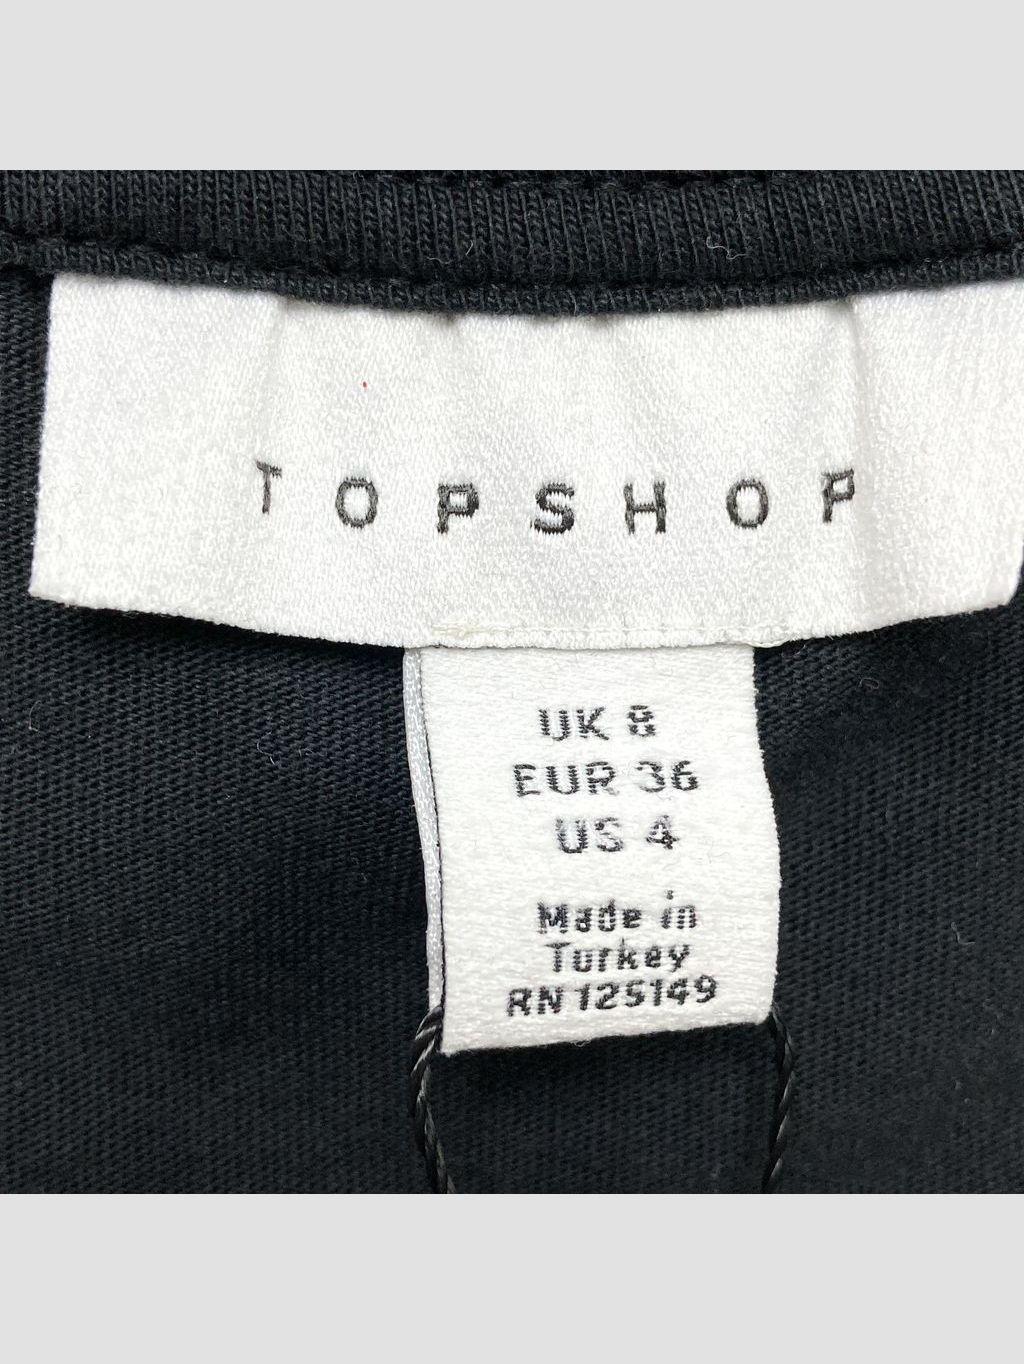 TOPSHOP
UK 8
EUR 36
US 4
Made in
Turkey
RN 125149